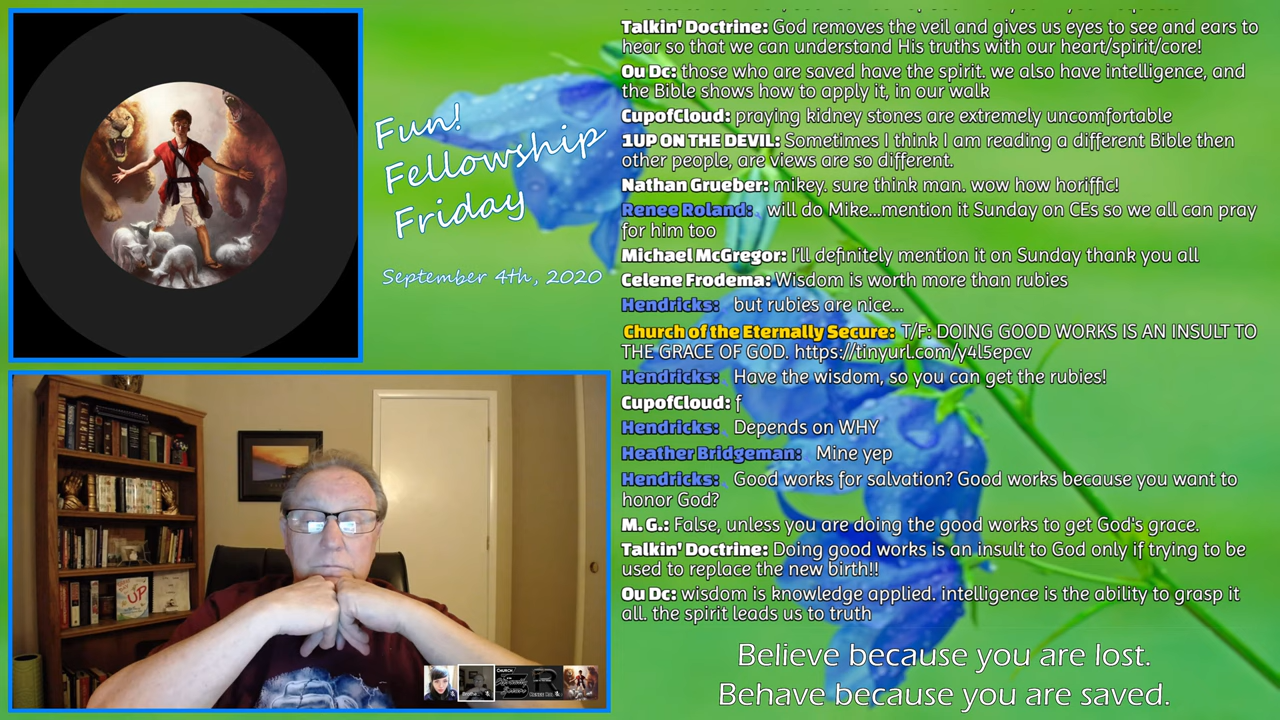 Fun!
Fellowship
Friday
September 4th, 2020
Talkin' Doctrine: God removes the veil and gives us eyes to see and ears to
hear so that we can understand His truths with our heart/spirit/core!
Ou Dc: those who are saved have the spirit. we also have intelligence, and
the Bible shows how to apply it, in our walk
CupofCloud: praying kidney stones are extremely uncomfortable
1UP ON THE DEVIL: Sometimes I think I am reading a different Bible then
other people, are views are so different.
Nathan Grueber: mikey. sure think man. wow how horiffic!
Renee Roland: will do Mike...mention it Sunday on CEs so we all can pray
for him too
Michael McGregor: I'll definitely mention it on Sunday thank you all
Celene Frodema: Wisdom is worth more than rubies
Hendricks: but rubies are nice...
Church of the Eternally Secure: T/F: DOING GOOD WORKS IS AN INSULT TO
THE GRACE OF GOD. https://tinyurl.com/y4l5epcv
Hendricks: Have the wisdom, so you can get the rubies!
CupofCloud: f
Hendricks: Depends on WHY
Heather Bridgeman: Mine yep
Hendricks: Good works for salvation? Good works because you want to
honor God?
M. G.: False, unless you are doing the good works to get God's grace.
Talkin' Doctrine: Doing good works is an insult to God only if trying to be
used to replace the new birth!!
Ou Dc: wisdom is knowledge applied. intelligence is the ability to grasp it
all. the spirit leads us to truth
Believe because you are lost.
Behave because you are saved.
UP